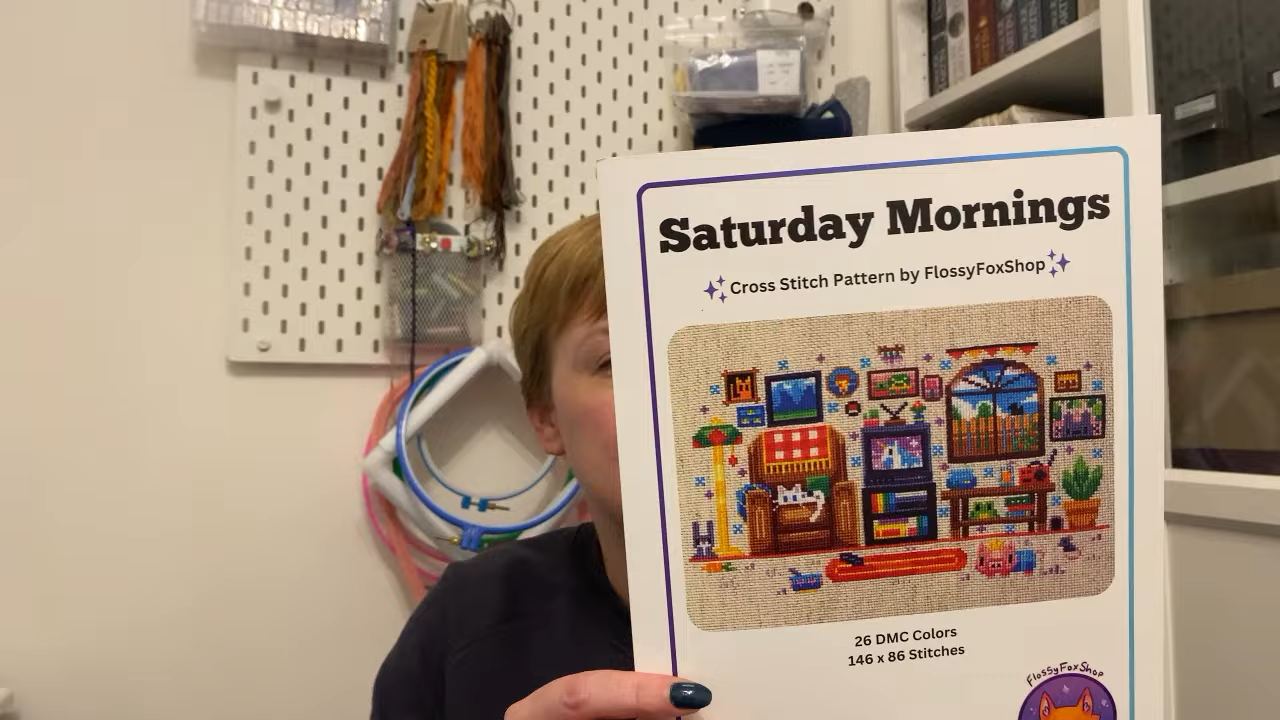 Saturday Mornings
Cross Stitch Pattern by FlossyFoxShop
26 DMC Colors
146 x 86 Stitches
FlossyFoxShop